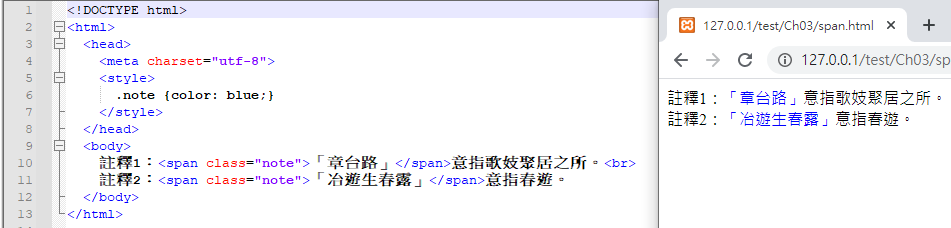 1 <!DOCTYPE html>
2 <html>
3 <head>
4 <meta charset="utf-8">
5 <style>
6 .note {color: blue;}
7 </style>
8 </head>
9 <body>
10 註釋1：<span class="note">「章台路」</span>意指歌妓聚居之所。<br>
11 註釋2：<span class="note">「冶遊生春露」</span>意指春遊。
12 </body>
13 </html>
127.0.0.1/test/Ch03/span.html
127.0.0.1/test/Ch03/sp
註釋1：「章台路」意指歌妓聚居之所。
註釋2：「冶遊生春露」意指春遊。